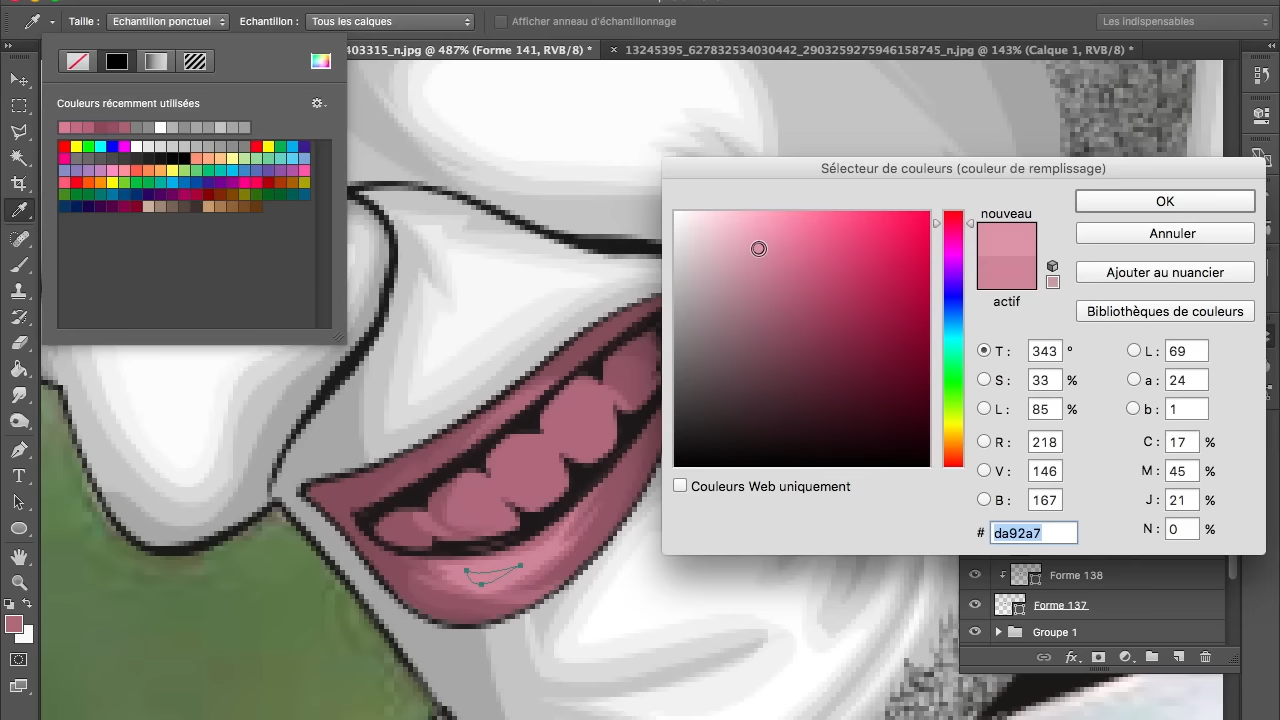 Taille : Echantillon ponctuel Echantillon : Tous les calques Afficher anneau d'échantillonnage Les indispensables
403315_n.jpg @ 487% (Forme 141, RVB/8) * × 13245395_627832534030442_2903259275946158745_n.jpg @ 143% (Calque 1, RVB/8) *
Couleurs récemment utilisées
Sélecteur de couleurs (couleur de remplissage)
nouveau
actif
OK
Annuler
Ajouter au nuancier
Bibliothèques de couleurs
T : 343 ° L : 69
S : 33 % a : 24
L : 85 % b : 1
R : 218 C : 17 %
V : 146 M : 45 %
B : 167 J : 21 %
# da92a7 N : 0 %
Couleurs Web uniquement
Forme 138
Forme 137
Groupe 1
fx